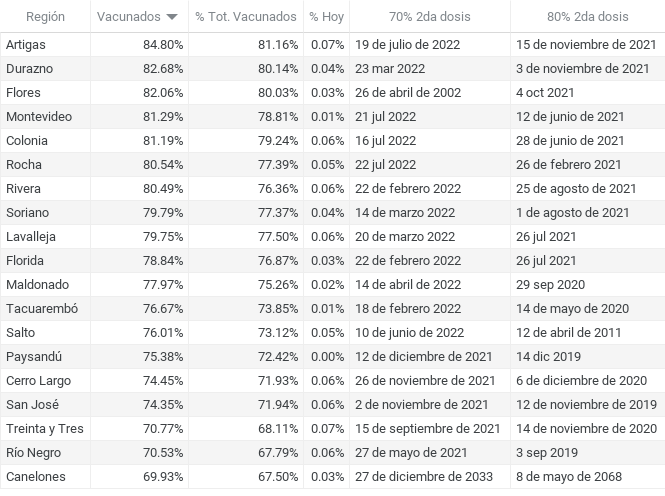 Región Vacunados % Tot. Vacunados % Hoy 70% 2da dosis 80% 2da dosis
Artigas 84.80% 81.16% 0.07% 19 de julio de 2022 15 de noviembre de 2021
Durazno 82.68% 80.14% 0.04% 23 mar 2022 3 de noviembre de 2021
Flores 82.06% 80.03% 0.03% 26 de abril de 2002 4 oct 2021
Montevideo 81.29% 78.81% 0.01% 21 jul 2022 12 de junio de 2021
Colonia 81.19% 79.24% 0.06% 16 jul 2022 28 de junio de 2021
Rocha 80.54% 77.39% 0.05% 22 jul 2022 26 de febrero 2021
Rivera 80.49% 76.36% 0.06% 22 de febrero 2022 25 de agosto de 2021
Soriano 79.79% 77.37% 0.04% 14 de marzo 2022 1 de agosto de 2021
Lavalleja 79.75% 77.50% 0.06% 20 de marzo 2022 26 jul 2021
Florida 78.84% 76.87% 0.03% 22 de febrero 2022 26 jul 2021
Maldonado 77.97% 75.26% 0.02% 14 de abril de 2022 29 sep 2020
Tacuarembó 76.67% 73.85% 0.01% 18 de febrero 2022 14 de mayo de 2020
Salto 76.01% 73.12% 0.05% 10 de junio de 2022 12 de abril de 2011
Paysandú 75.38% 72.42% 0.00% 12 de diciembre de 2021 14 dic 2019
Cerro Largo 74.45% 71.93% 0.06% 26 de noviembre de 2021 6 de diciembre de 2020
San José 74.35% 71.94% 0.06% 2 de noviembre de 2021 12 de noviembre de 2019
Treinta y Tres 70.77% 68.11% 0.07% 15 de septiembre de 2021 14 de noviembre de 2020
Río Negro 70.53% 67.79% 0.06% 27 de mayo de 2021 3 sep 2019
Canelones 69.93% 67.50% 0.03% 27 de diciembre de 2033 8 de mayo de 2068